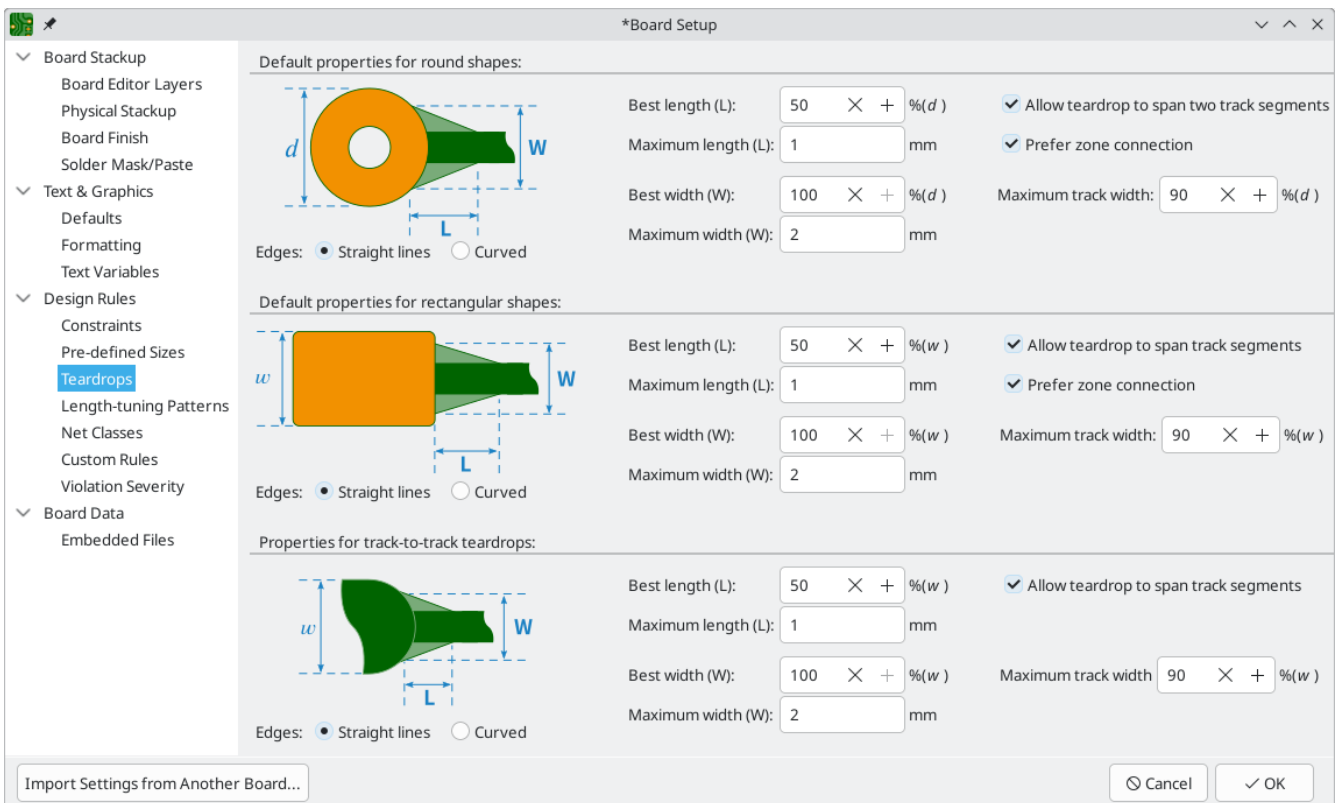 *Board Setup
Board Stackup
Board Editor Layers
Physical Stackup
Board Finish
Solder Mask/Paste
Text & Graphics
Defaults
Formatting
Text Variables
Design Rules
Constraints
Pre-defined Sizes
Teardrops
Length-tuning Patterns
Net Classes
Custom Rules
Violation Severity
Board Data
Embedded Files
Default properties for round shapes:
d
W
L
Edges: Straight lines Curved
Best length (L): 50 %(d ) Allow teardrop to span two track segments
Maximum length (L): 1 mm Prefer zone connection
Best width (W): 100 %(d ) Maximum track width: 90 %(d )
Maximum width (W): 2 mm
Default properties for rectangular shapes:
w
W
L
Edges: Straight lines Curved
Best length (L): 50 %(w ) Allow teardrop to span track segments
Maximum length (L): 1 mm Prefer zone connection
Best width (W): 100 %(w ) Maximum track width: 90 %(w )
Maximum width (W): 2 mm
Properties for track-to-track teardrops:
w
W
L
Edges: Straight lines Curved
Best length (L): 50 %(w ) Allow teardrop to span track segments
Maximum length (L): 1 mm
Best width (W): 100 %(w ) Maximum track width 90 %(w )
Maximum width (W): 2 mm
Import Settings from Another Board... Cancel OK